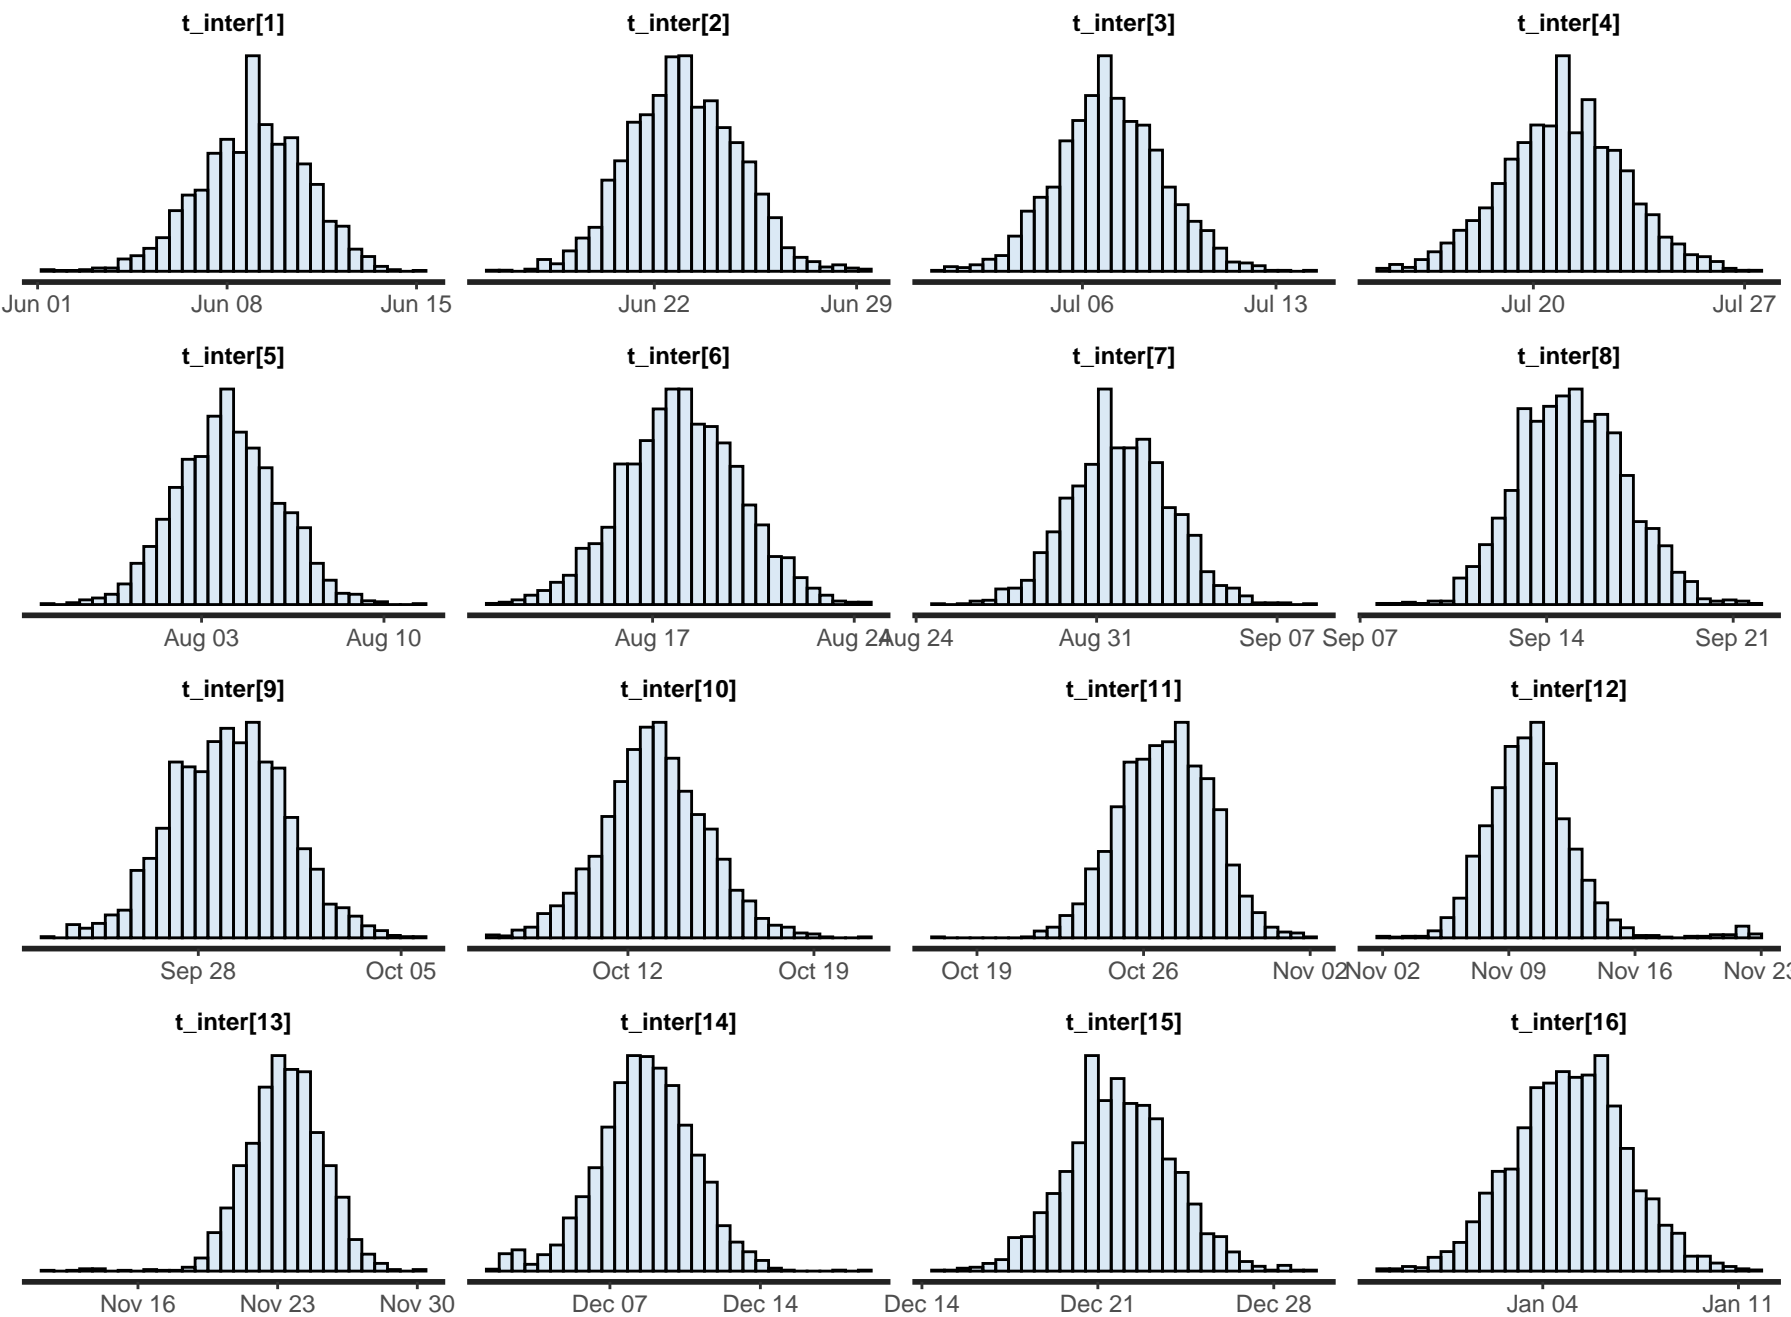 t_inter[1] t_inter[2] t_inter[3] t_inter[4]
Jun 01 Jun 08 Jun 15 Jun 22 Jun 29 Jul 06 Jul 13 Jul 20 Jul 27
t_inter[5] t_inter[6] t_inter[7] t_inter[8]
Aug 03 Aug 10 Aug 17 Aug 24 Aug 24 Aug 31 Sep 07 Sep 07 Sep 14 Sep 21
t_inter[9] t_inter[10] t_inter[11] t_inter[12]
Sep 28 Oct 05 Oct 12 Oct 19 Oct 19 Oct 26 Nov 02 Nov 02 Nov 09 Nov 16 Nov 23
t_inter[13] t_inter[14] t_inter[15] t_inter[16]
Nov 16 Nov 23 Nov 30 Dec 07 Dec 14 Dec 14 Dec 21 Dec 28 Jan 04 Jan 11